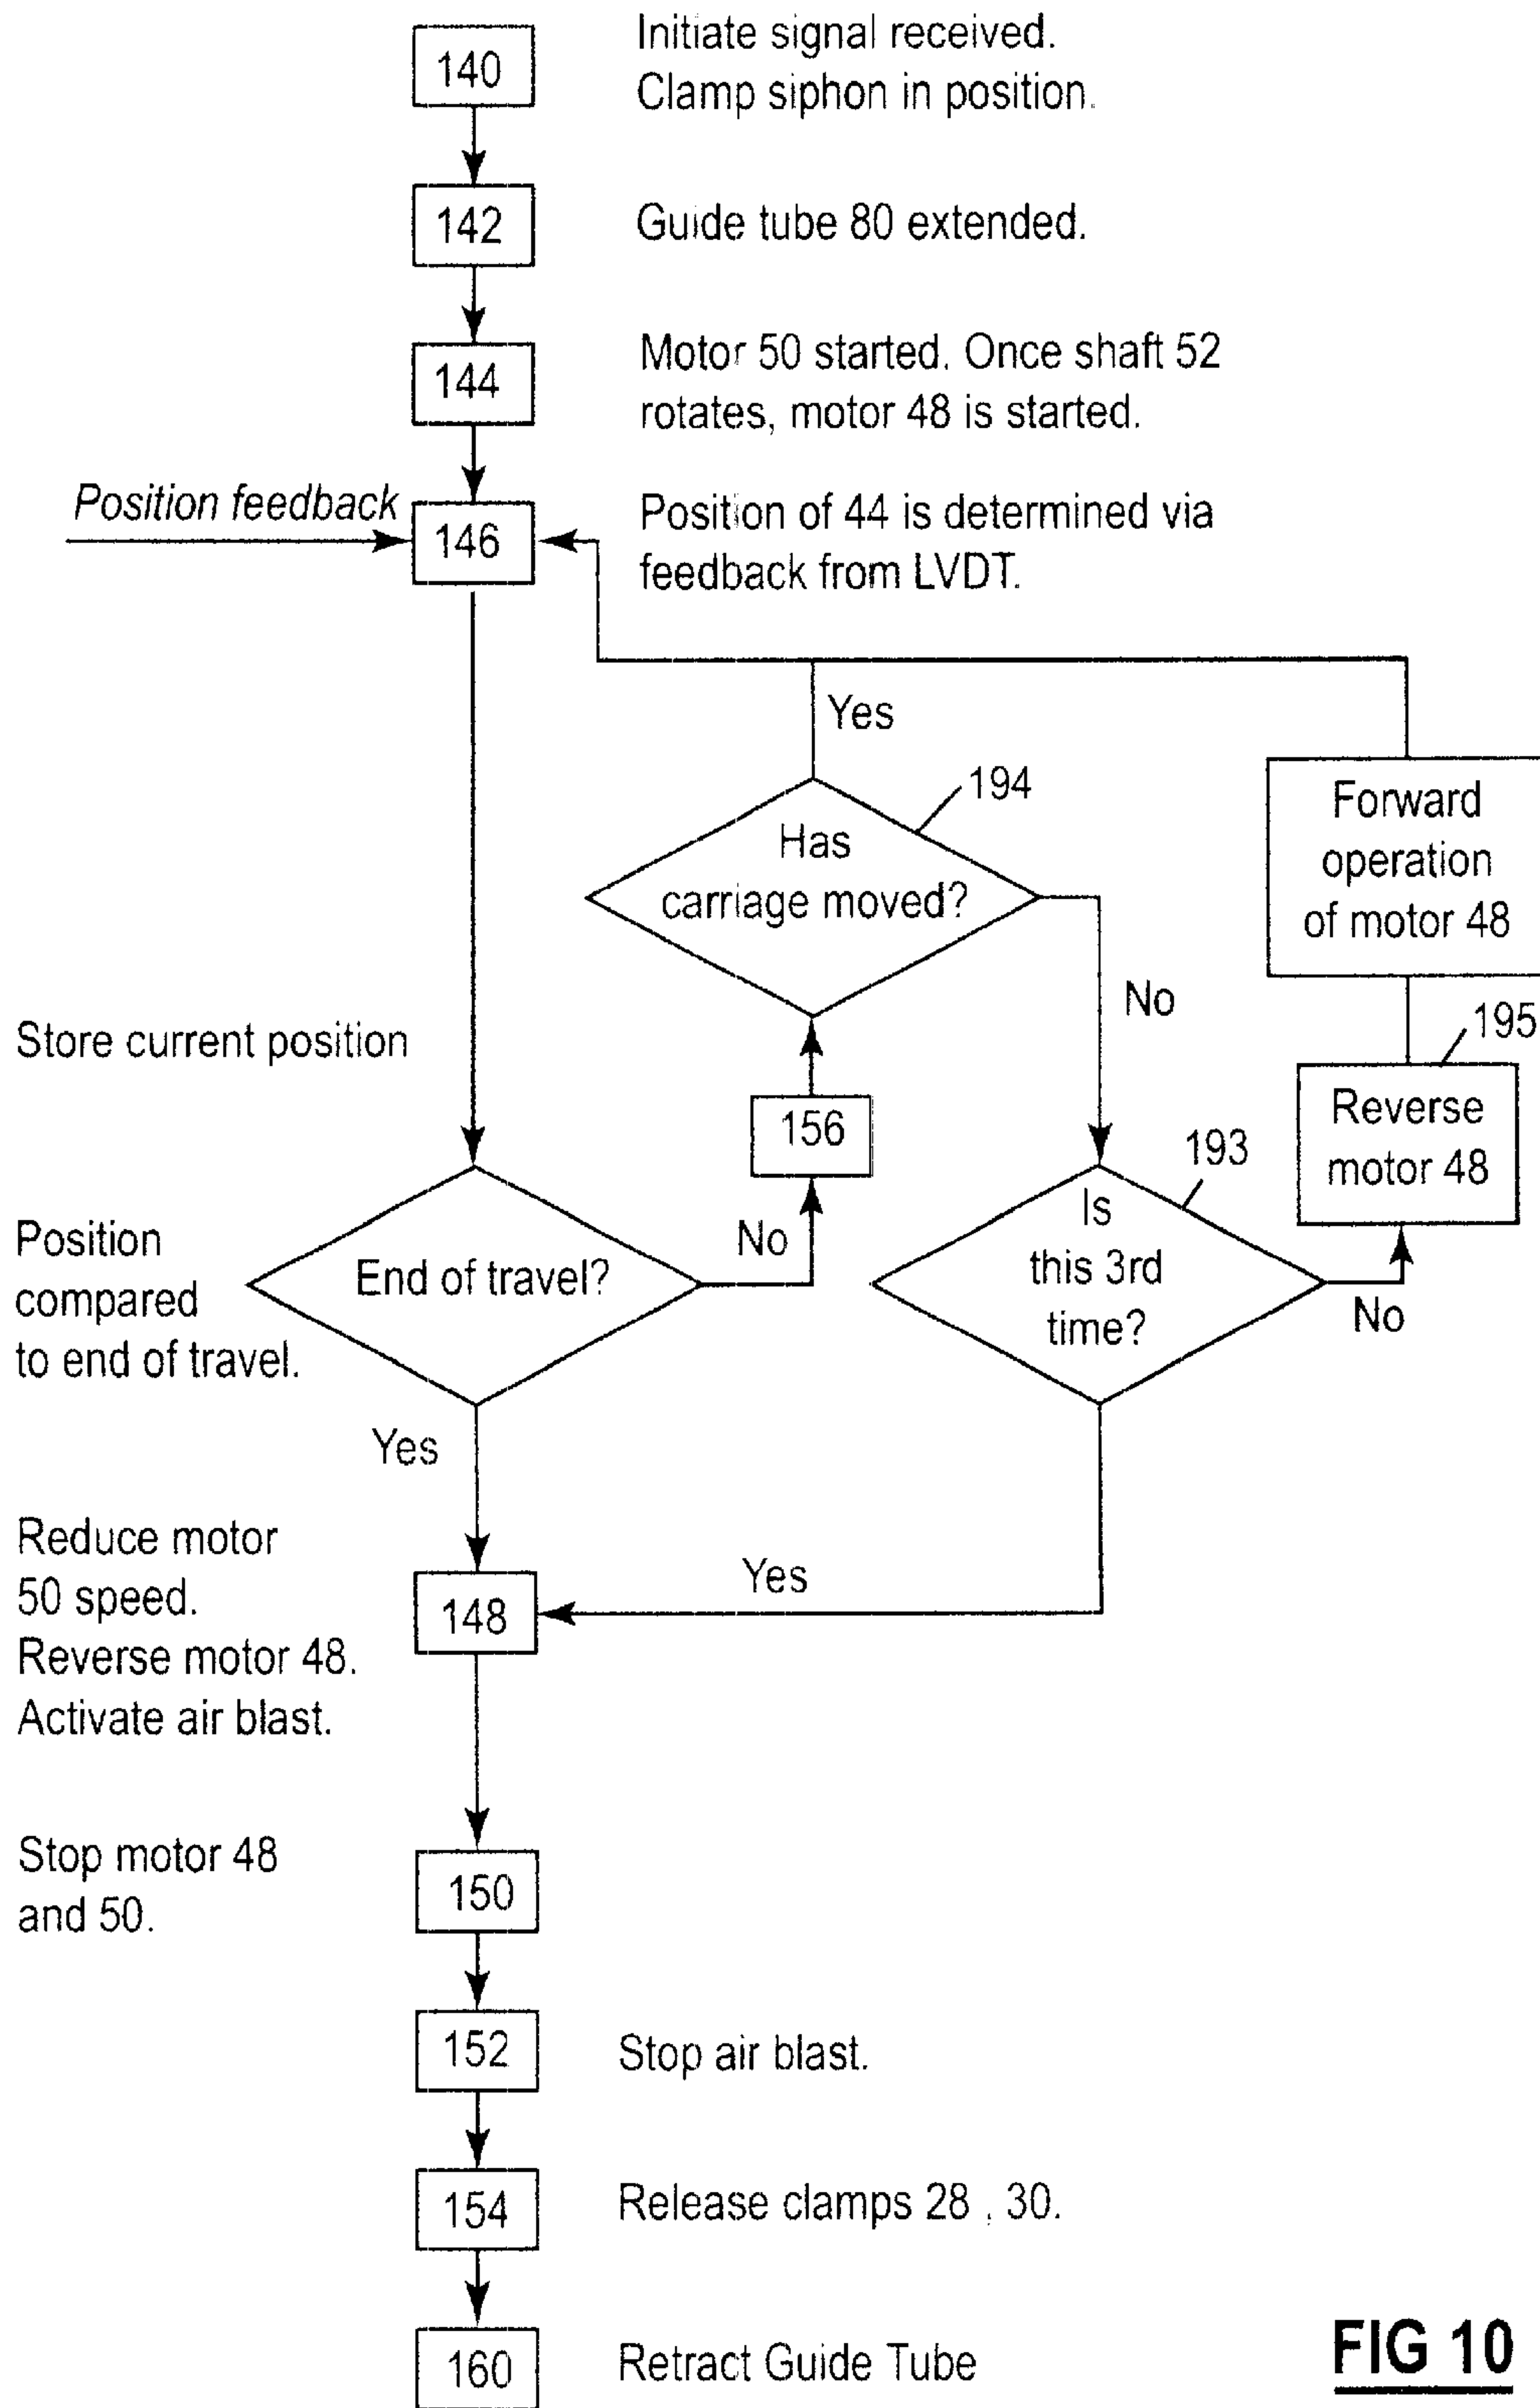 140
Initiate signal received.
Clamp siphon in position.
142
Guide tube 80 extended.
144
Motor 50 started. Once shaft 52
rotates, motor 48 is started.
Position feedback
146
Position of 44 is determined via
feedback from LVDT.
Yes
194
Has
carriage moved?
Forward
operation
of motor 48
No
195
Store current position
156
Reverse
motor 48
193
Position
compared
to end of travel.
End of travel?
No
Is
this 3rd
time?
No
Yes
Reduce motor
50 speed.
Reverse motor 48.
Activate air blast.
148
Yes
Stop motor 48
and 50.
150
152
Stop air blast.
154
Release clamps 28 , 30.
160
Retract Guide Tube
FIG 10